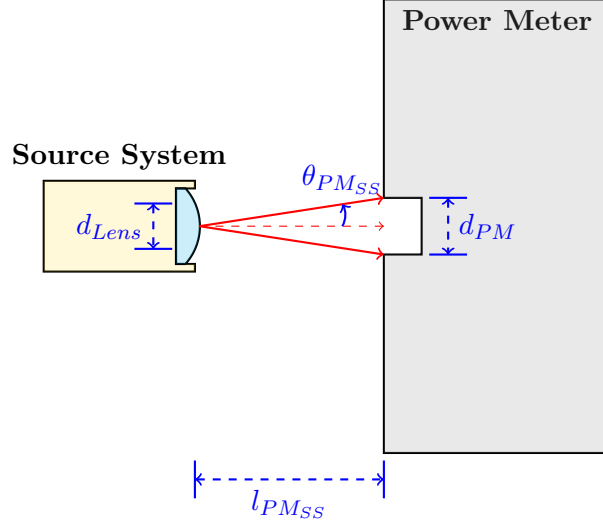 Power Meter
Source System
θ_{PM_{SS}}
d_{Lens}
d_{PM}
l_{PM_{SS}}